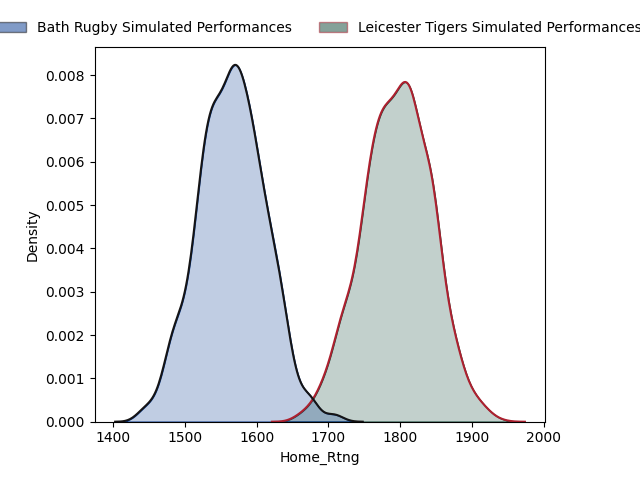 Bath Rugby Simulated Performances Leicester Tigers Simulated Performances
0.008
0.007
0.006
0.005
0.004
0.003
0.002
0.001
0.000
Density
1400 1500 1600 1700 1800 1900 2000
Home_Rtng